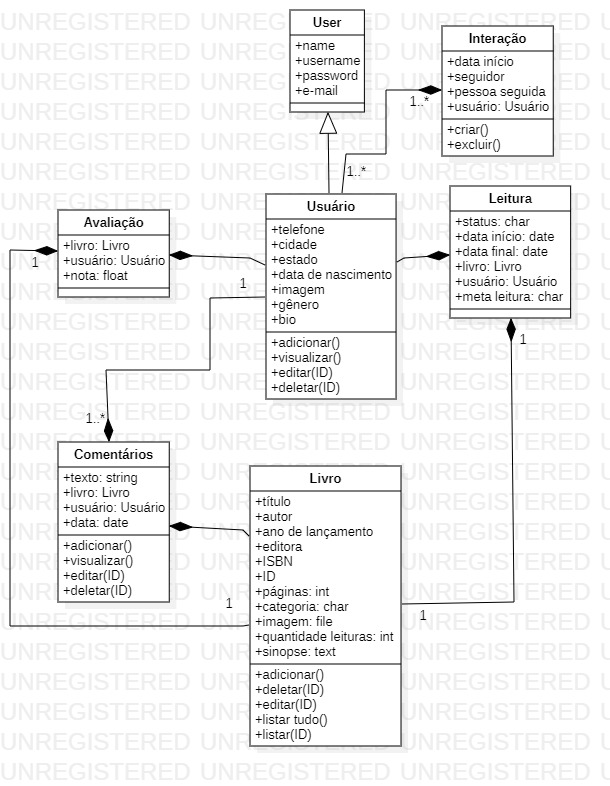 User
+name
+username
+password
+e-mail
Interação
+data início
+seguidor
+pessoa seguida
+usuário: Usuário
+criar()
+excluir()
1..*
1..*
Usuário
+telefone
+cidade
+estado
+data de nascimento
+imagem
+gênero
+bio
+adicionar()
+visualizar()
+editar(ID)
+deletar(ID)
Leitura
+status: char
+data início: date
+data final: date
+livro: Livro
+usuário: Usuário
+meta leitura: char
Avaliação
+livro: Livro
+usuário: Usuário
+nota: float
1
1
1
1..*
Comentários
+texto: string
+livro: Livro
+usuário: Usuário
+data: date
+adicionar()
+visualizar()
+editar(ID)
+deletar(ID)
Livro
+título
+autor
+ano de lançamento
+editora
+ISBN
+ID
+páginas: int
+categoria: char
+imagem: file
+quantidade leituras: int
+sinopse: text
+adicionar()
+deletar(ID)
+editar(ID)
+listar tudo()
+listar(ID)
1
1
UNREGISTERED UNREGISTERED UNREGISTERED